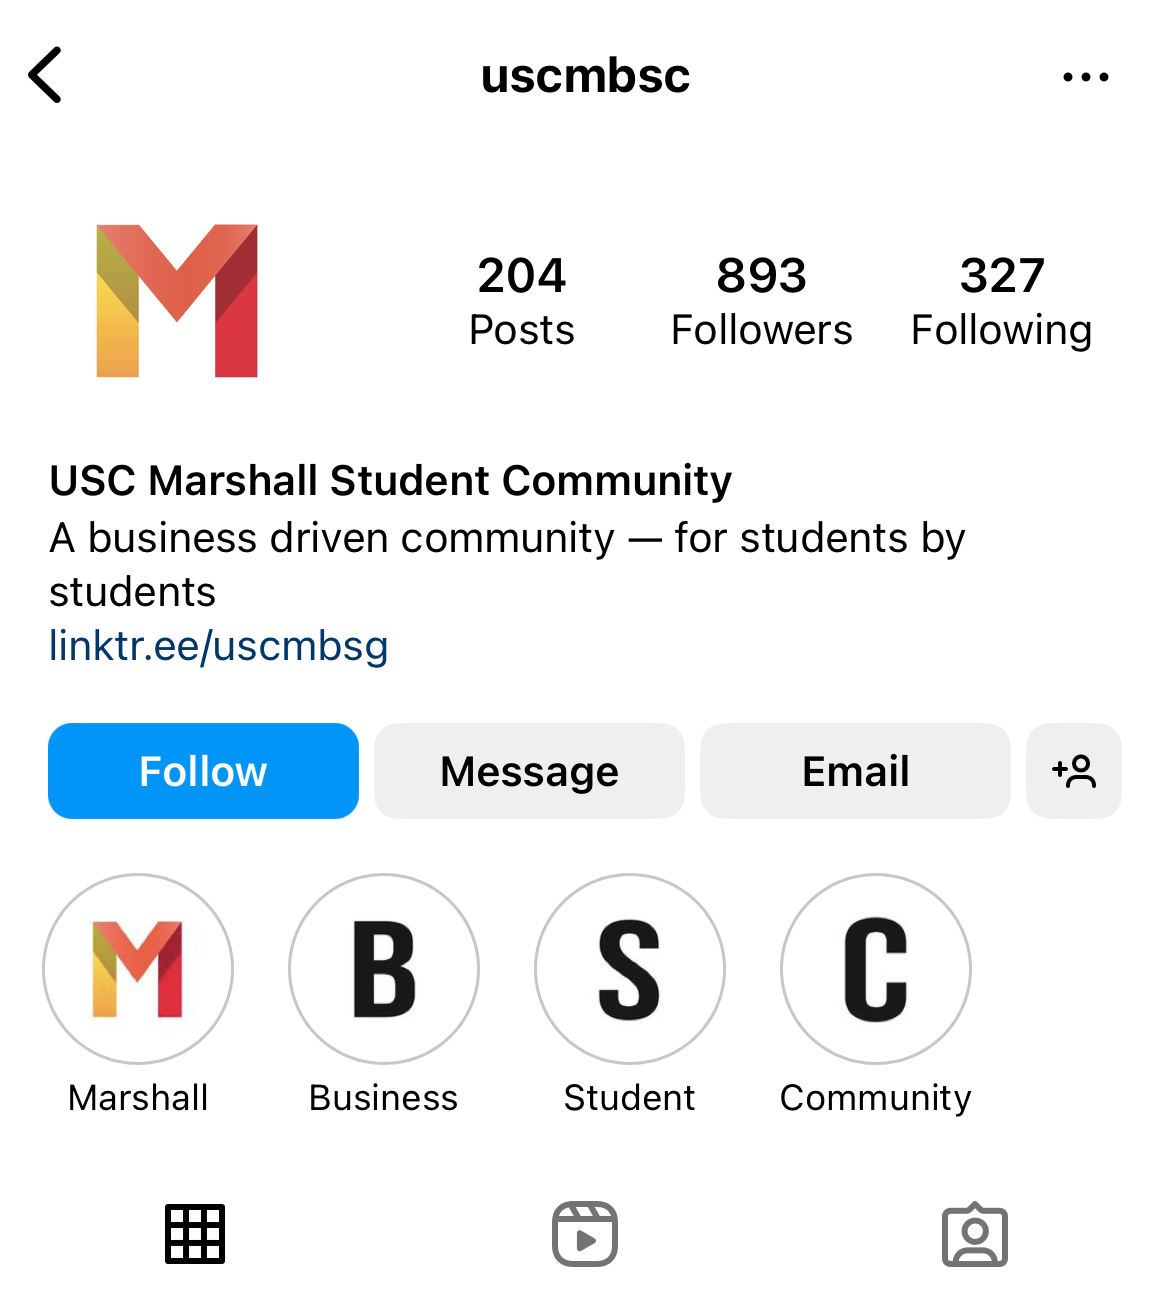 uscmbsc
M
204 893 327
Posts Followers Following
USC Marshall Student Community
A business driven community — for students by
students
linktr.ee/uscmbsg
Follow Message Email
M B S C
Marshall Business Student Community